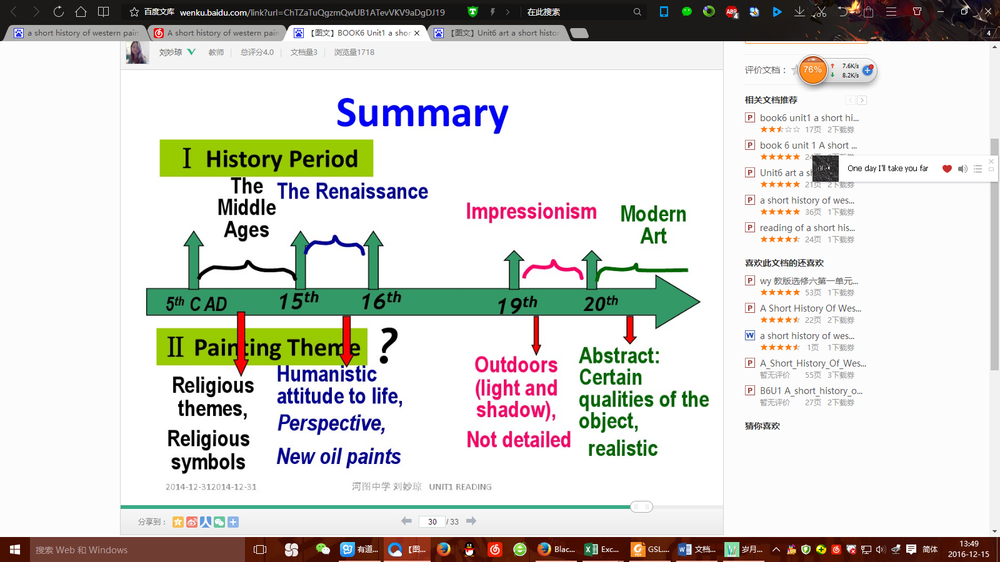 百度文库 wenku.baidu.com/link?url=ChTZaTuQgzmQwUB1ATevVKV9aDgDJ19
在此搜索
a short history of western pain
A short history of western pain
【图文】BOOK6 Unit1 a shor
【图文】Unit6 art a short histor
4
刘妙琼 教师 总评分4.0 文档量3 浏览量1718
Summary
Ⅰ History Period
The Middle Ages
The Renaissance
Impressionism
Modern Art
5th C AD 15th 16th 19th 20th
Ⅱ Painting Theme ?
Religious themes,
Religious symbols
Humanistic attitude to life,
Perspective,
New oil paints
Outdoors (light and shadow),
Not detailed
Abstract: Certain qualities of the object,
realistic
2014-12-312014-12-31 河图中学 刘妙琼 UNIT1 READING
分享到：
30 / 33
评价文档：
76% 7.6K/s
8.2K/s
相关文档推荐
book6 unit1 a short hi...
17页 2下载券
book 6 unit 1 A short ...
Unit6 art a sh
21页 2下载券
One day I'll take you far
a short history of wes...
36页 1下载券
reading of a short his...
24页 1下载券
喜欢此文档的还喜欢
wy 教版选修六第一单元...
53页 1下载券
A Short History Of Wes...
22页 2下载券
a short history of wes...
1页 1下载券
A_Short_History_Of_Wes...
暂无评价 55页 3下载券
B6U1 A_short_history_o...
暂无评价 27页 2下载券
猜你喜欢
搜索 Web 和 Windows
有道...
【图...
Blac...
Exc...
GSL....
文档...
岁月...
简体
13:49
2016-12-15